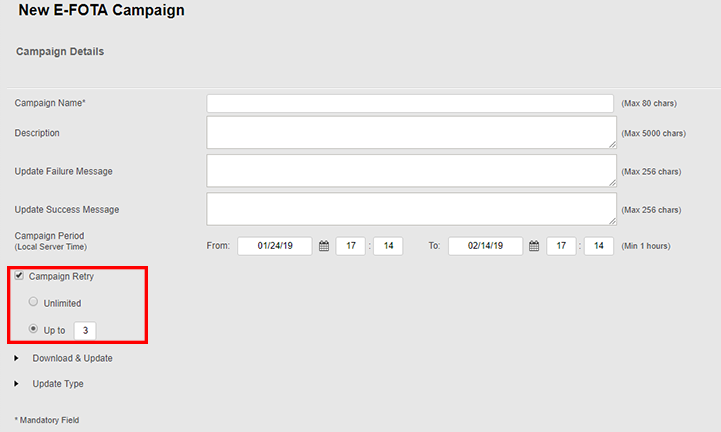 New E-FOTA Campaign
Campaign Details
Campaign Name* (Max 80 chars)
Description (Max 5000 chars)
Update Failure Message (Max 256 chars)
Update Success Message (Max 256 chars)
Campaign Period
(Local Server Time) From: 01/24/19 17 : 14 To: 02/14/19 17 : 14 (Min 1 hours)
Campaign Retry
Unlimited
Up to 3
Download & Update
Update Type
* Mandatory Field